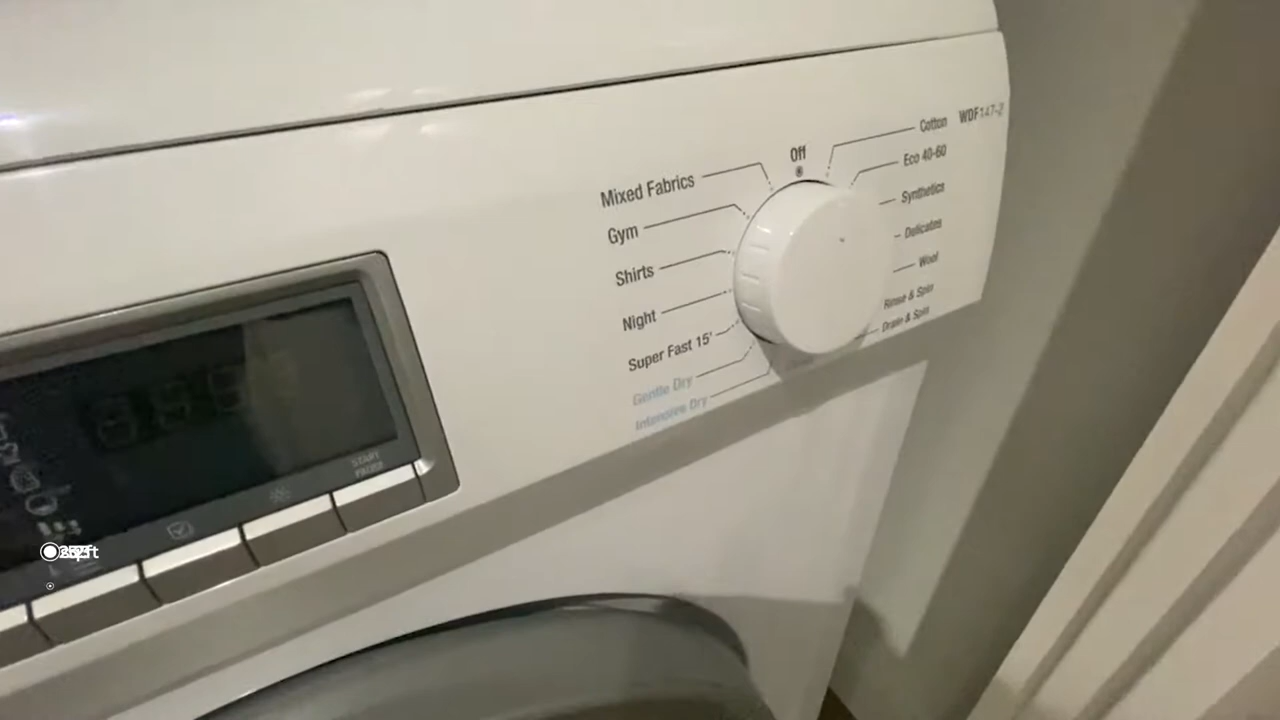 Off
Cotton WDF147-2
Eco 40-60
Synthetics
Delicates
Wool
Rinse & Spin
Drain & Spin
Mixed Fabrics
Gym
Shirts
Night
Super Fast 15'
Gentle Dry
Intensive Dry
START
PAUSE